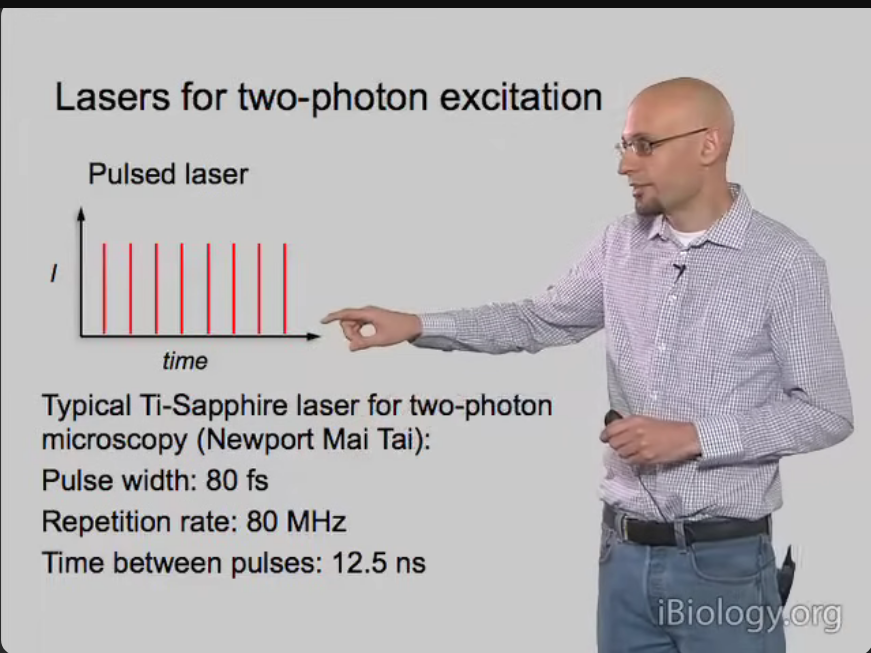 Lasers for two-photon excitation
Pulsed laser
I
time
Typical Ti-Sapphire laser for two-photon
microscopy (Newport Mai Tai):
Pulse width: 80 fs
Repetition rate: 80 MHz
Time between pulses: 12.5 ns
iBiology.org